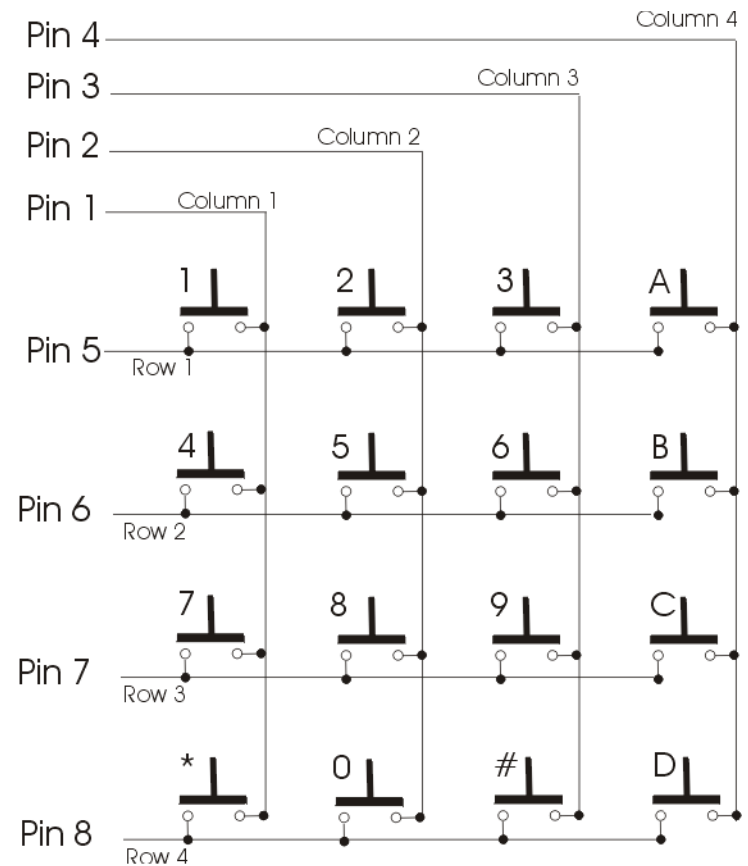 Column 4
Pin 4
Column 3
Pin 3
Column 2
Pin 2
Column 1
Pin 1
1 2 3 A
Pin 5
Row 1
4 5 6 B
Pin 6
Row 2
7 8 9 C
Pin 7
Row 3
* 0 # D
Pin 8
Row 4